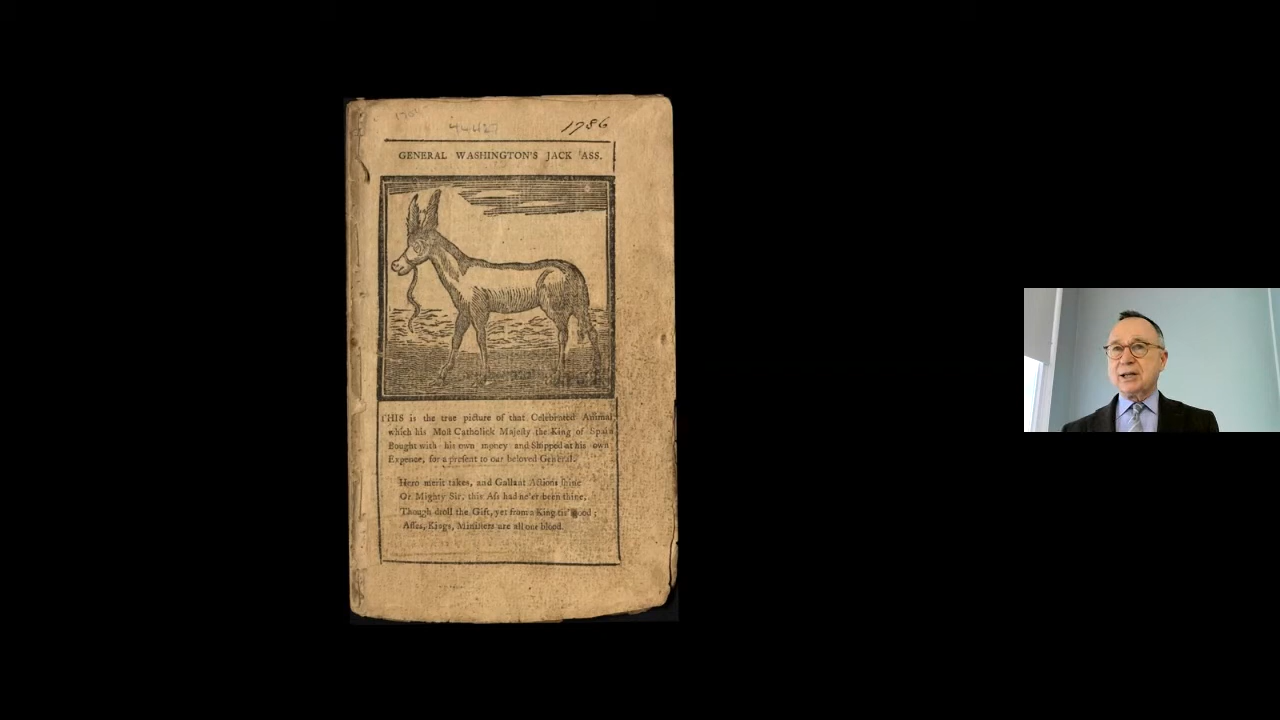 1786
GENERAL WASHINGTON'S JACK ASS.
THIS is the true picture of that Celebrated Animal,
which his Most Catholick Majesty the King of Spain
Bought with his own money and Shipped at his own
Expence, for a present to our beloved General.
Hero merit takes, and Gallant Actions shine
Or Mighty Sir, this Ass had ne'er been thine,
Though droll the Gift, yet from a King tis good;
Asses, Kings, Ministers are all one blood.